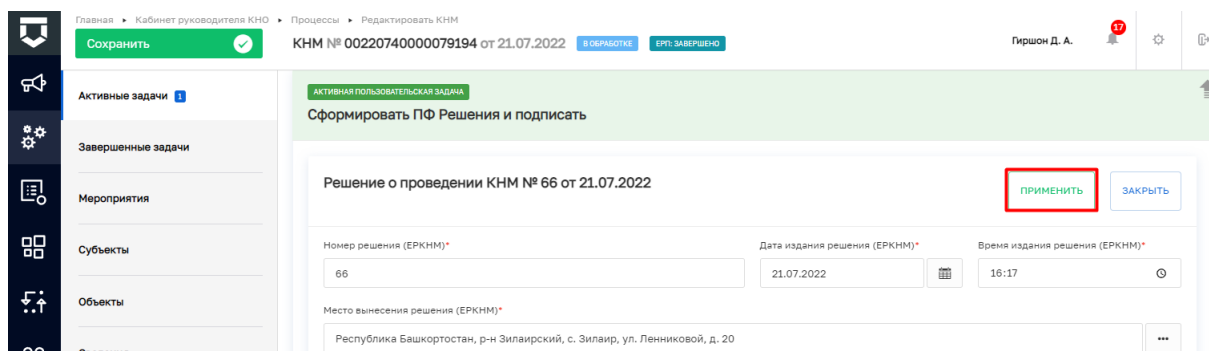 Главная ▸ Кабинет руководителя КНО ▸ Процессы ▸ Редактировать КНМ
Сохранить
КНМ № 00220740000079194 от 21.07.2022 В ОБРАБОТКЕ ЕРП: ЗАВЕРШЕНО
Гиршон Д. А.
17
Активные задачи 1
Завершенные задачи
Мероприятия
Субъекты
Объекты
АКТИВНАЯ ПОЛЬЗОВАТЕЛЬСКАЯ ЗАДАЧА
Сформировать ПФ Решения и подписать
Решение о проведении КНМ № 66 от 21.07.2022
ПРИМЕНИТЬ
ЗАКРЫТЬ
Номер решения (ЕРКНМ)*
66
Дата издания решения (ЕРКНМ)*
21.07.2022
Время издания решения (ЕРКНМ)*
16:17
Место вынесения решения (ЕРКНМ)*
Республика Башкортостан, р-н Зилаирский, с. Зилаир, ул. Ленниковой, д. 20